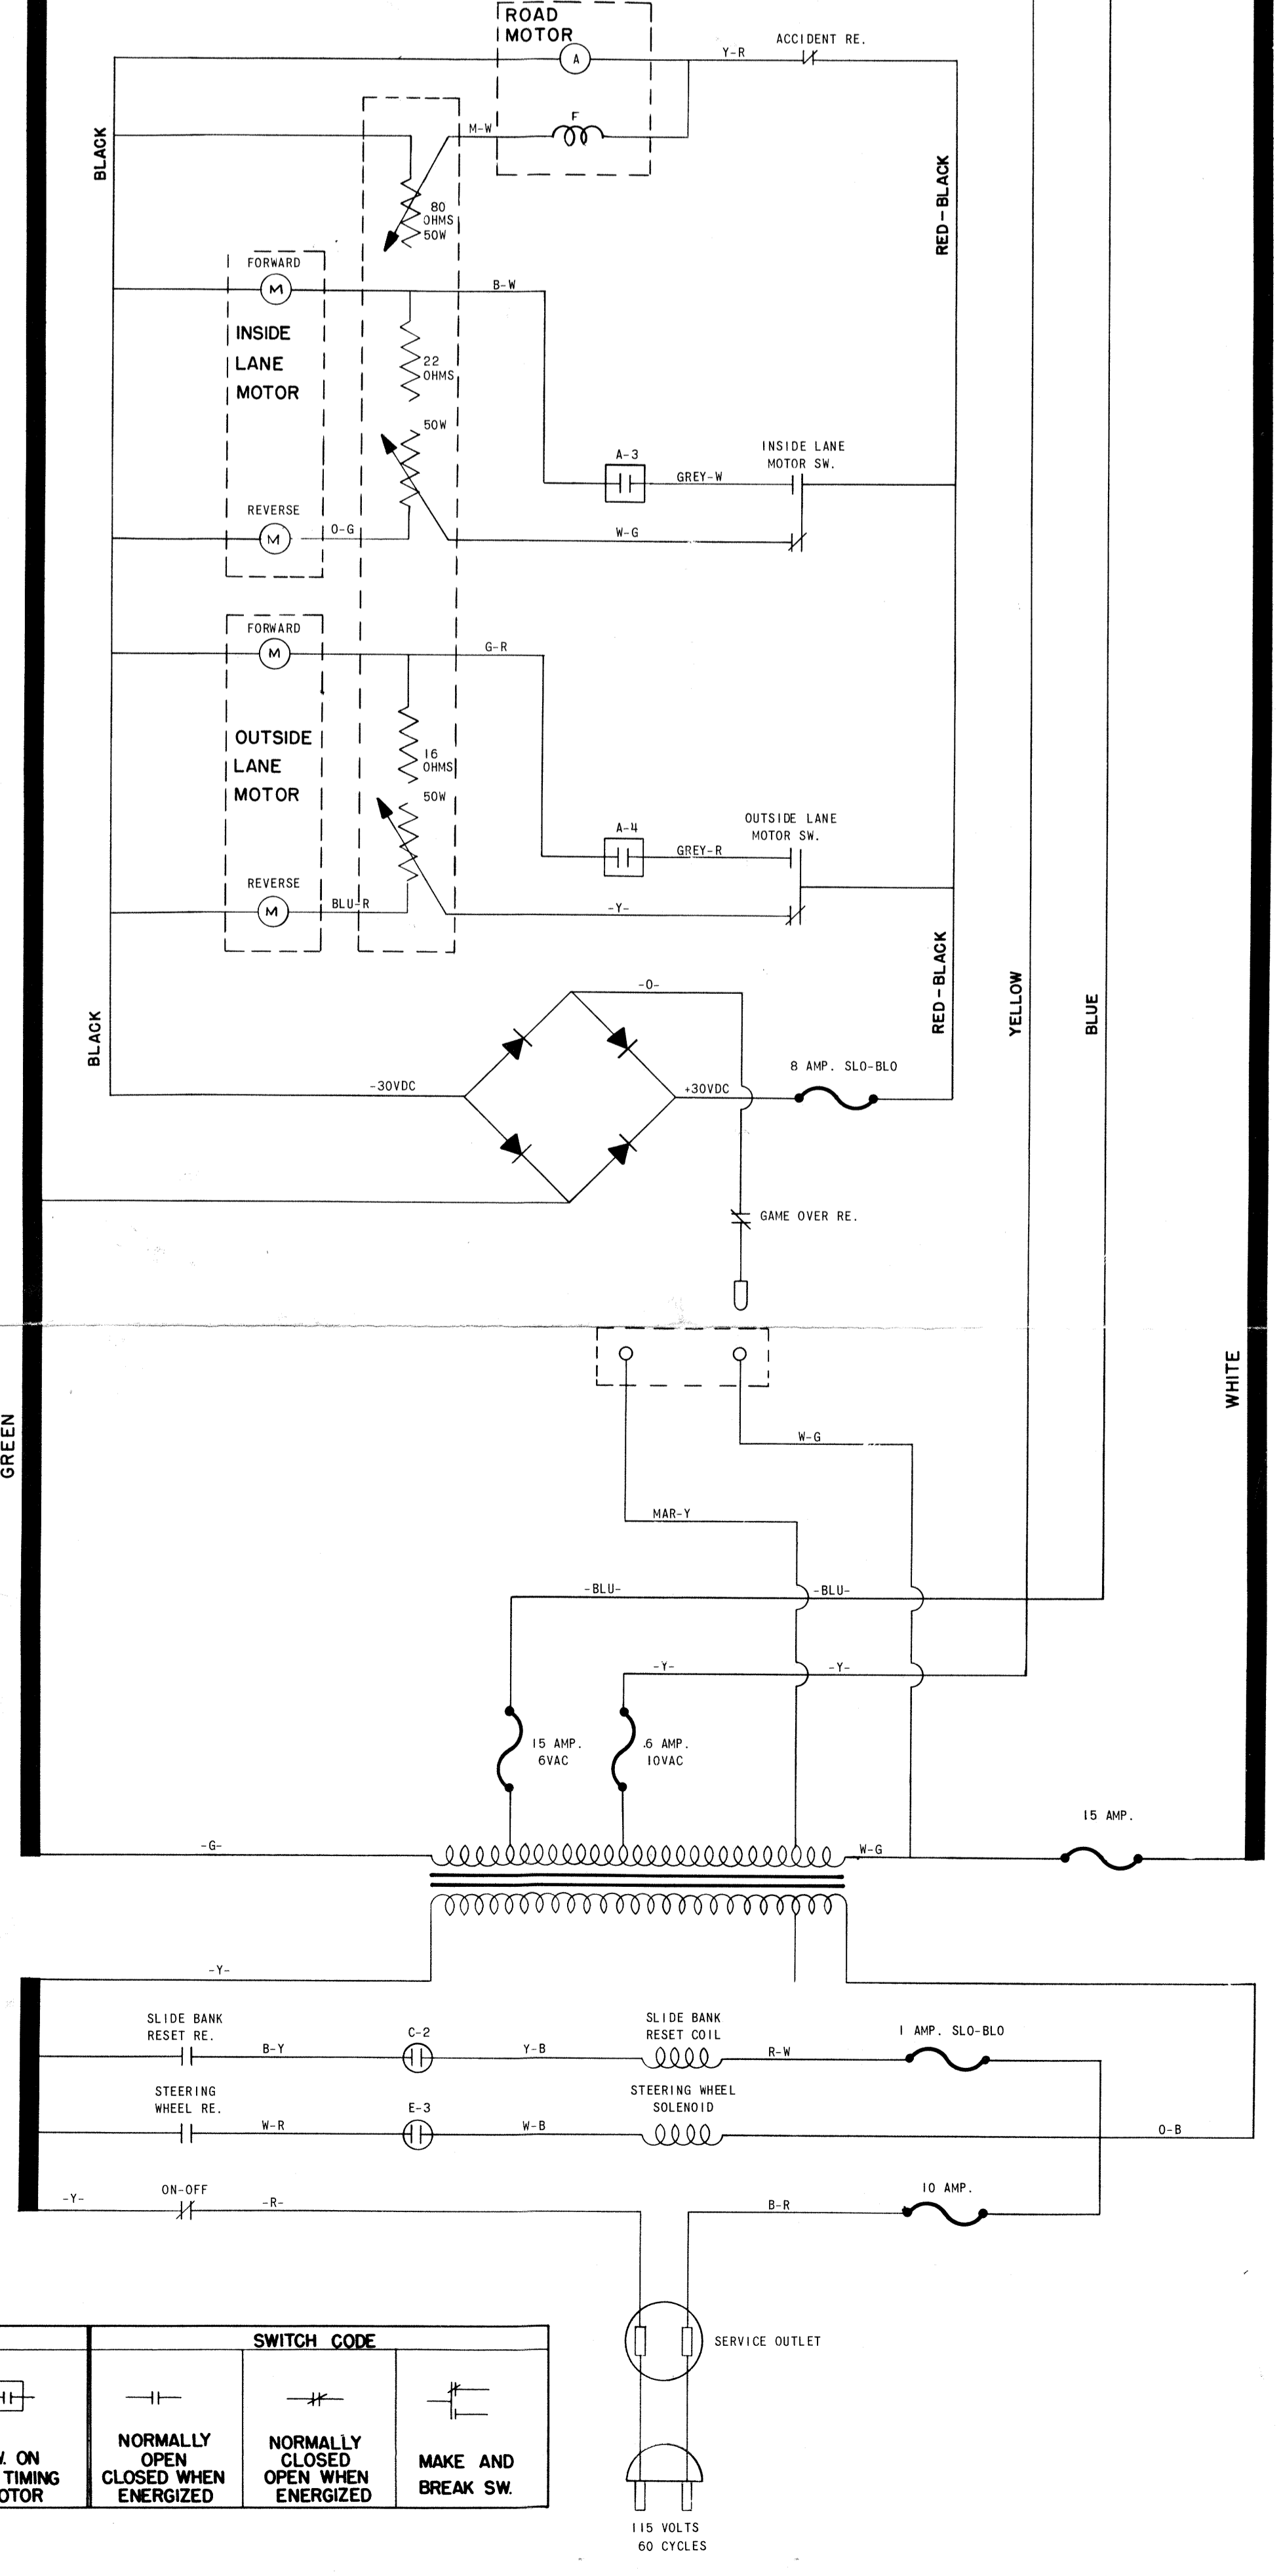 ROAD
MOTOR
A
Y-R
ACCIDENT RE.
F
M-W
BLACK
RED-BLACK
80
OHMS
50W
FORWARD
M
B-W
INSIDE
LANE
MOTOR
22
OHMS
50W
INSIDE LANE
MOTOR SW.
A-3
GREY-W
REVERSE
M
O-G
W-G
FORWARD
M
G-R
OUTSIDE
LANE
MOTOR
16
OHMS
50W
OUTSIDE LANE
MOTOR SW.
A-4
GREY-R
REVERSE
M
BLU-R
-Y-
BLACK
RED-BLACK
YELLOW
BLUE
-O-
8 AMP. SLO-BLO
-30VDC
+30VDC
GAME OVER RE.
GREEN
WHITE
W-G
MAR-Y
-BLU-
-BLU-
-Y-
-Y-
15 AMP.
6VAC
.6 AMP.
10VAC
15 AMP.
-G-
W-G
-Y-
SLIDE BANK
RESET RE.
B-Y
C-2
Y-B
SLIDE BANK
RESET COIL
R-W
1 AMP. SLO-BLO
STEERING
WHEEL RE.
W-R
E-3
W-B
STEERING WHEEL
SOLENOID
O-B
-Y-
ON-OFF
-R-
B-R
10 AMP.
SERVICE OUTLET
SWITCH CODE
W. ON
TIMING
OTOR
NORMALLY
OPEN
CLOSED WHEN
ENERGIZED
NORMALLY
CLOSED
OPEN WHEN
ENERGIZED
MAKE AND
BREAK SW.
115 VOLTS
60 CYCLES